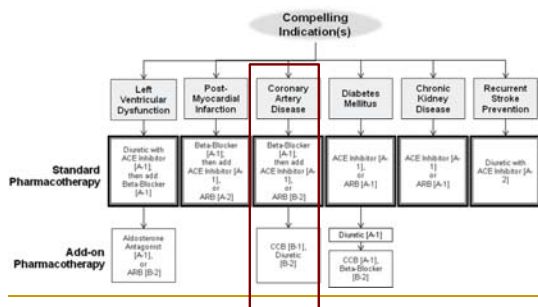 Compelling
Indication(s)
Left
Ventricular
Dysfunction
Post-
Myocardial
Infarction
Coronary
Artery
Disease
Diabetes
Mellitus
Chronic
Kidney
Disease
Recurrent
Stroke
Prevention
Standard
Pharmacotherapy
Diuretic with
ACE Inhibitor
[A-1],
then add
Beta-Blocker
[A-1]
Beta-Blocker
[A-1],
then add
ACE Inhibitor [A-
1],
or
ARB [A-2]
Beta-Blocker
[A-1],
then add
ACE Inhibitor [A-
1],
or
ARB [B-2]
ACE Inhibitor [A-
1],
or
ARB [A-1]
ACE Inhibitor [A-
1],
or
ARB [A-1]
Diuretic with
ACE Inhibitor [A-
2]
Add-on
Pharmacotherapy
Aldosterone
Antagonist
[A-1],
or
ARB [B-2]
CCB [B-1],
Diuretic
[B-2]
Diuretic [A-1]
CCB [A-1],
Beta-Blocker
[B-2]